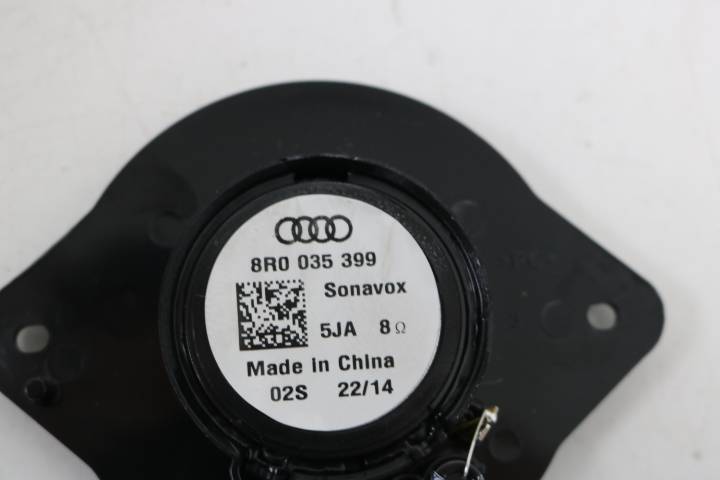 8R0 035 399
Sonavox
5JA 8Ω
Made in China
02S 22/14